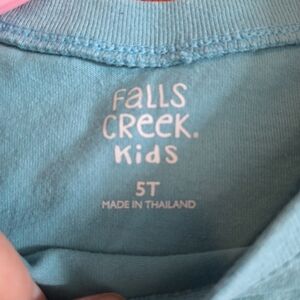 FALLS
CREEK.
Kids
5T
MADE IN THAILAND